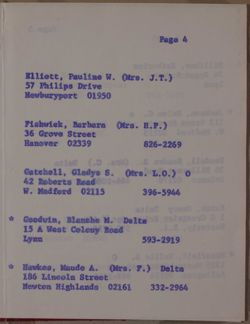 Page 4
Elliott, Pauline W. (Mrs. J.T.)
57 Philips Drive
Newburyport 01950
Fishwick, Barbara (Mrs. H.P.)
36 Grove Street
Hanover 02339 826-2269
Gatchell, Gladys S. (Mrs. L.O.) O
42 Roberts Road
W. Medford 02115 396-5944
* Goodwin, Blanche M. Delta
15 A West Colony Road
Lynn 593-2919
* Hawkes, Maude A. (Mrs. F.) Delta
186 Lincoln Street
Newton Highlands 02161 332-2964